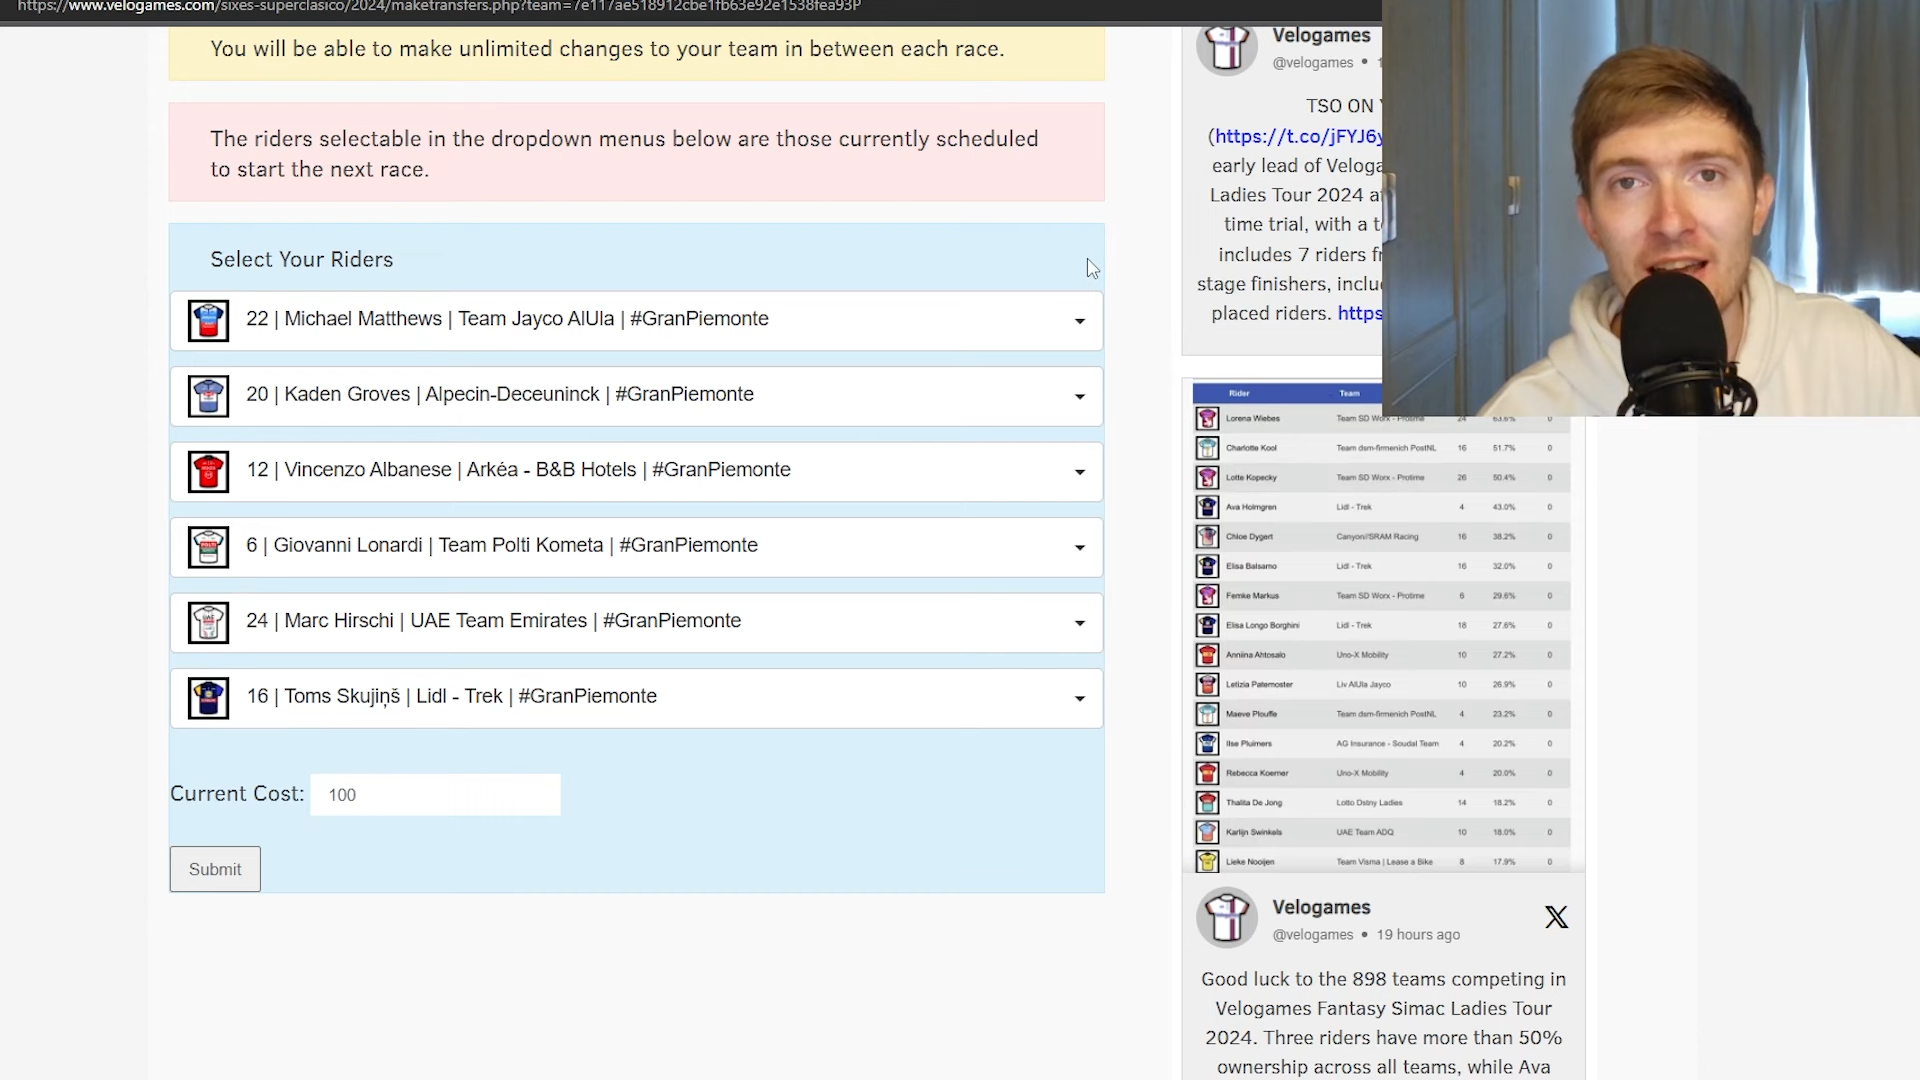 https://www.velogames.com/sixes-superclasico/2024/maketransfers.php?team=7e117ae518912cbe1fb63e92e1538fea93P
You will be able to make unlimited changes to your team in between each race.
The riders selectable in the dropdown menus below are those currently scheduled
to start the next race.
Select Your Riders
22 | Michael Matthews | Team Jayco AlUla | #GranPiemonte
20 | Kaden Groves | Alpecin-Deceuninck | #GranPiemonte
12 | Vincenzo Albanese | Arkéa - B&B Hotels | #GranPiemonte
6 | Giovanni Lonardi | Team Polti Kometa | #GranPiemonte
24 | Marc Hirschi | UAE Team Emirates | #GranPiemonte
16 | Toms Skujiņš | Lidl - Trek | #GranPiemonte
Current Cost: 100
Submit
Velogames
@velogames •
TSO ON
(https://t.co/jFYJ6
early lead of
Ladies Tour 2024
time trial, with a
includes 7 riders
stage finishers,
placed riders.
Rider Team
Lorena Wiebes Team SD Worx - Protime 24 63.6% 0
Charlotte Kool Team dsm-firmenich PostNL 16 51.7% 0
Lotte Kopecky Team SD Worx - Protime 26 50.4% 0
Ava Holmgren Lidl - Trek 4 43.0% 0
Chloe Dygert Canyon//SRAM Racing 16 38.2% 0
Elisa Balsamo Lidl - Trek 16 32.0% 0
Femke Markus Team SD Worx - Protime 6 29.6% 0
Elisa Longo Borghini Lidl - Trek 18 27.6% 0
Anniina Ahtosalo Uno-X Mobility 10 27.2% 0
Letizia Paternoster Liv AlUla Jayco 10 26.9% 0
Maeve Plouffe Team dsm-firmenich PostNL 4 23.2% 0
Ilse Pluimers AG Insurance - Soudal Team 4 20.2% 0
Rebecca Koerner Uno-X Mobility 4 20.0% 0
Thalita De Jong Lotto Dstny Ladies 14 18.2% 0
Karlijn Swinkels UAE Team ADQ 10 18.0% 0
Lieke Nooijen Team Visma | Lease a Bike 8 17.9% 0
Velogames
@velogames • 19 hours ago
Good luck to the 898 teams competing in
Velogames Fantasy Simac Ladies Tour
2024. Three riders have more than 50%
ownership across all teams, while Ava